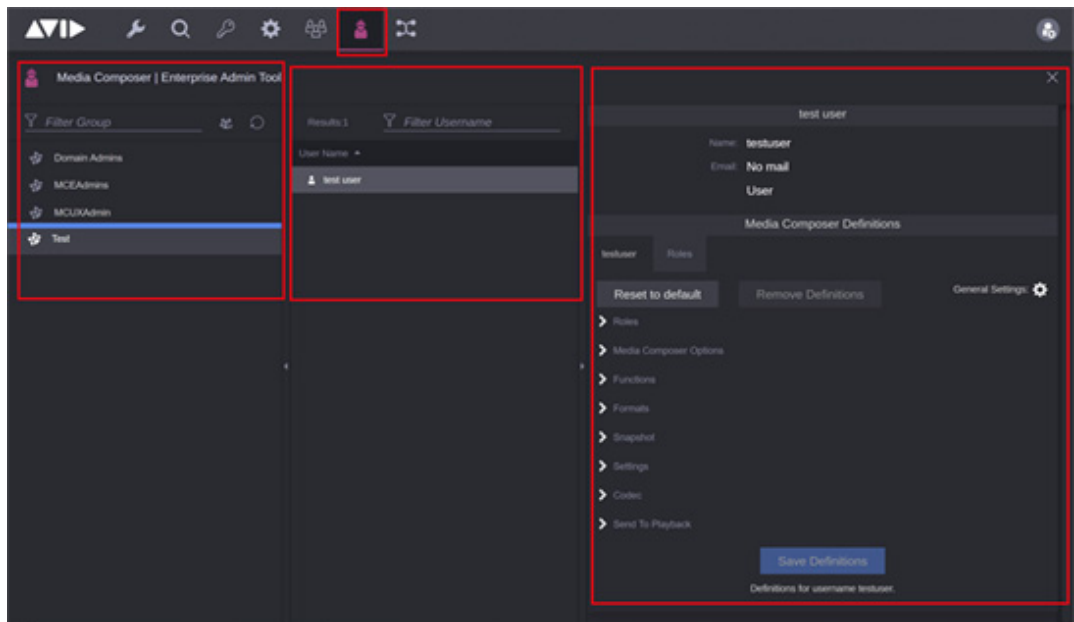 AVID
Media Composer | Enterprise Admin Tool
Filter Group
Domain Admins
MCEAdmins
MCUXAdmin
Test
Results:1
Filter Username
User Name
test user
test user
Name: testuser
Email: No mail
User
Media Composer Definitions
testuser
Roles
Reset to default
Remove Definitions
General Settings:
Roles
Media Composer Options
Functions
Formats
Snapshot
Settings
Codec
Send To Playback
Save Definitions
Definitions for username testuser.